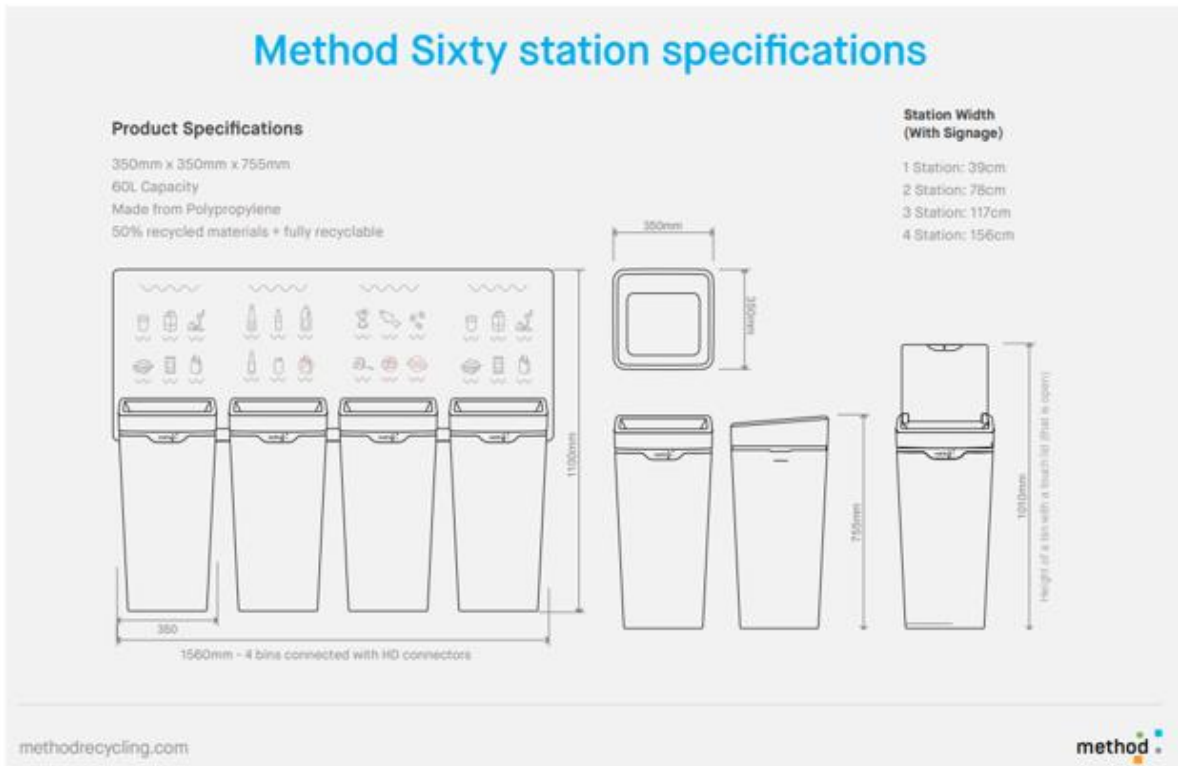 Method Sixty station specifications
Product Specifications
350mm x 350mm x 755mm
60L Capacity
Made from Polypropylene
50% recycled materials + fully recyclable
Station Width
(With Signage)
1 Station: 39cm
2 Station: 78cm
3 Station: 117cm
4 Station: 156cm
350mm
350mm
1100mm
755mm
1010mm
Height of a bin with a touch lid (that is open)
350
1560mm - 4 bins connected with HD connectors
methodrecycling.com
method